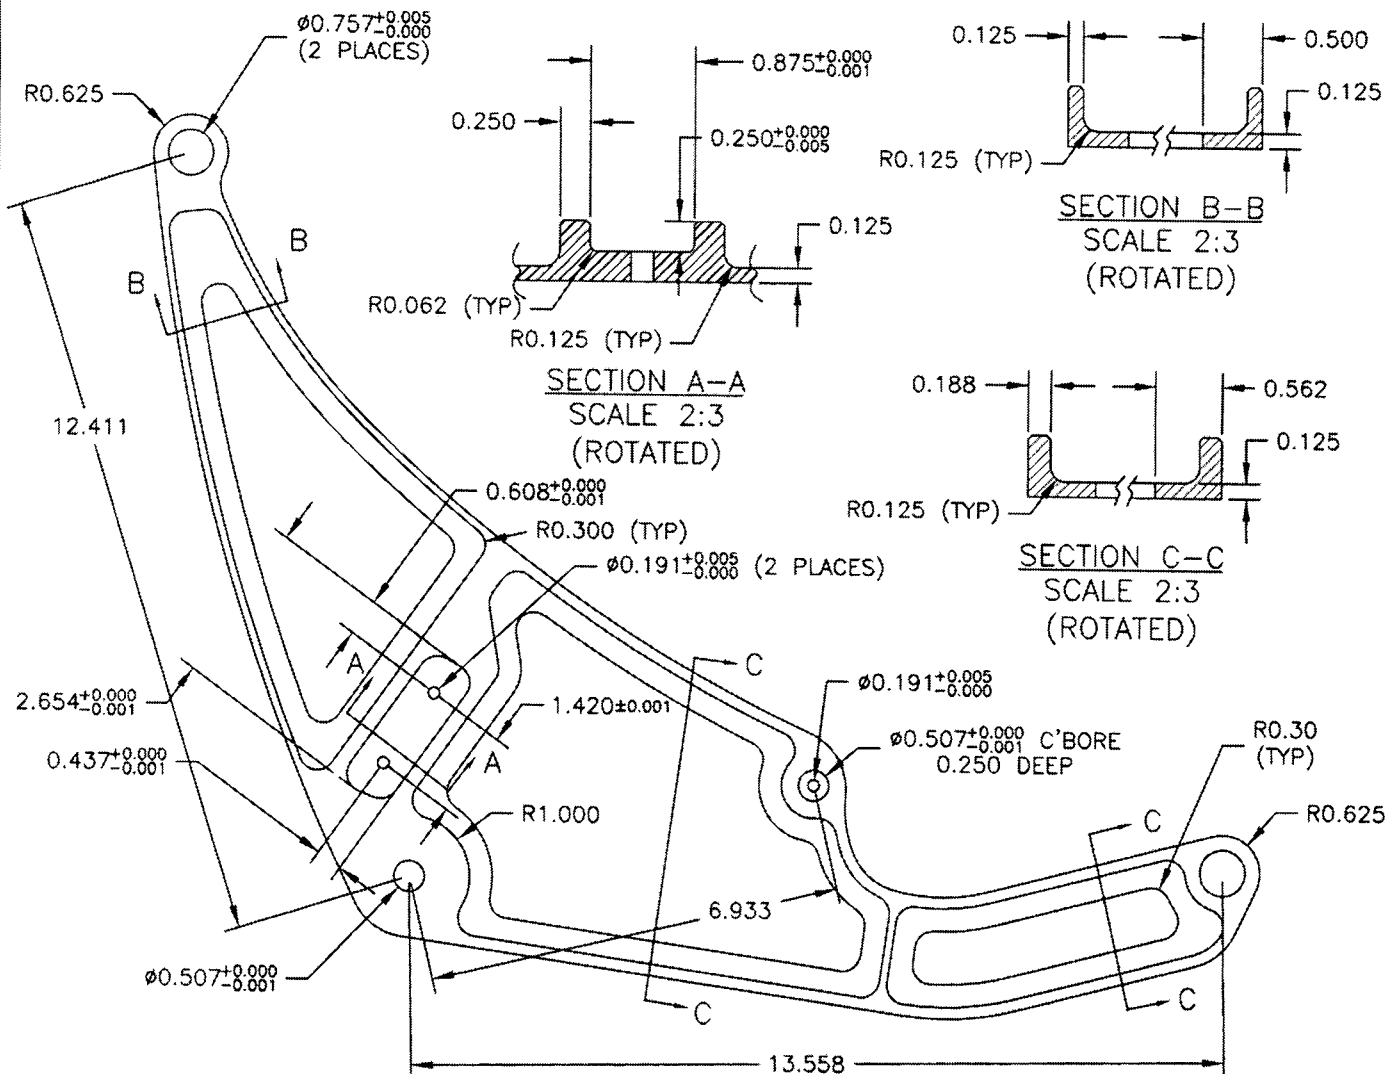 ⌀0.757+0.005 -0.000
(2 PLACES)
R0.625
0.875+0.000 -0.001
0.250
0.250+0.000 -0.005
0.125
R0.062 (TYP)
R0.125 (TYP)
SECTION A-A
SCALE 2:3
(ROTATED)
0.125
0.500
0.125
R0.125 (TYP)
SECTION B-B
SCALE 2:3
(ROTATED)
B
B
12.411
0.188
0.562
0.125
R0.125 (TYP)
SECTION C-C
SCALE 2:3
(ROTATED)
0.608+0.000 -0.001
R0.300 (TYP)
⌀0.191+0.005 -0.000 (2 PLACES)
A
A
C
2.654+0.000 -0.001
1.420±0.001
0.437+0.000 -0.001
⌀0.191+0.005 -0.000
⌀0.507+0.000 -0.001 C'BORE
0.250 DEEP
R0.30
(TYP)
R1.000
C
R0.625
6.933
⌀0.507+0.000 -0.001
C
C
13.558